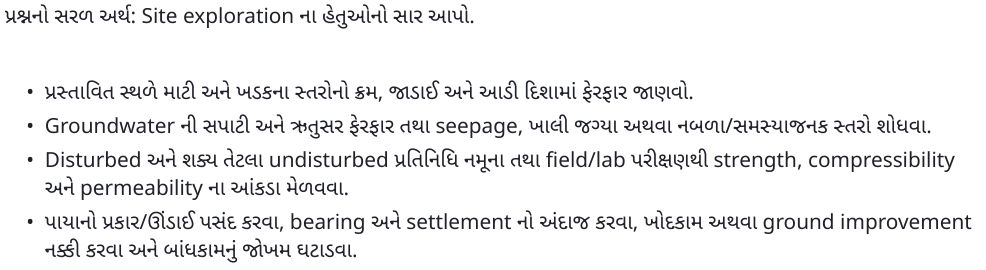 પ્રશ્નનો સરળ અર્થ: Site exploration ના હેતુઓનો સાર આપો.
• પ્રસ્તાવિત સ્થળે માટી અને ખડકના સ્તરોનો ક્રમ, જાડાઈ અને આડી દિશામાં ફેરફાર જાણવો.
• Groundwater ની સપાટી અને ઋતુસર ફેરફાર તથા seepage, ખાલી જગ્યા અથવા નબળા/સમસ્યાજનક સ્તરો શોધવા.
• Disturbed અને શક્ય તેટલા undisturbed પ્રતિનિધિ નમૂના તથા field/lab પરીક્ષણથી strength, compressibility
અને permeability ના આંકડા મેળવવા.
• પાયાનો પ્રકાર/ઊંડાઈ પસંદ કરવા, bearing અને settlement નો અંદાજ કરવા, ખોદકામ અથવા ground improvement
નક્કી કરવા અને બાંધકામનું જોખમ ઘટાડવા.